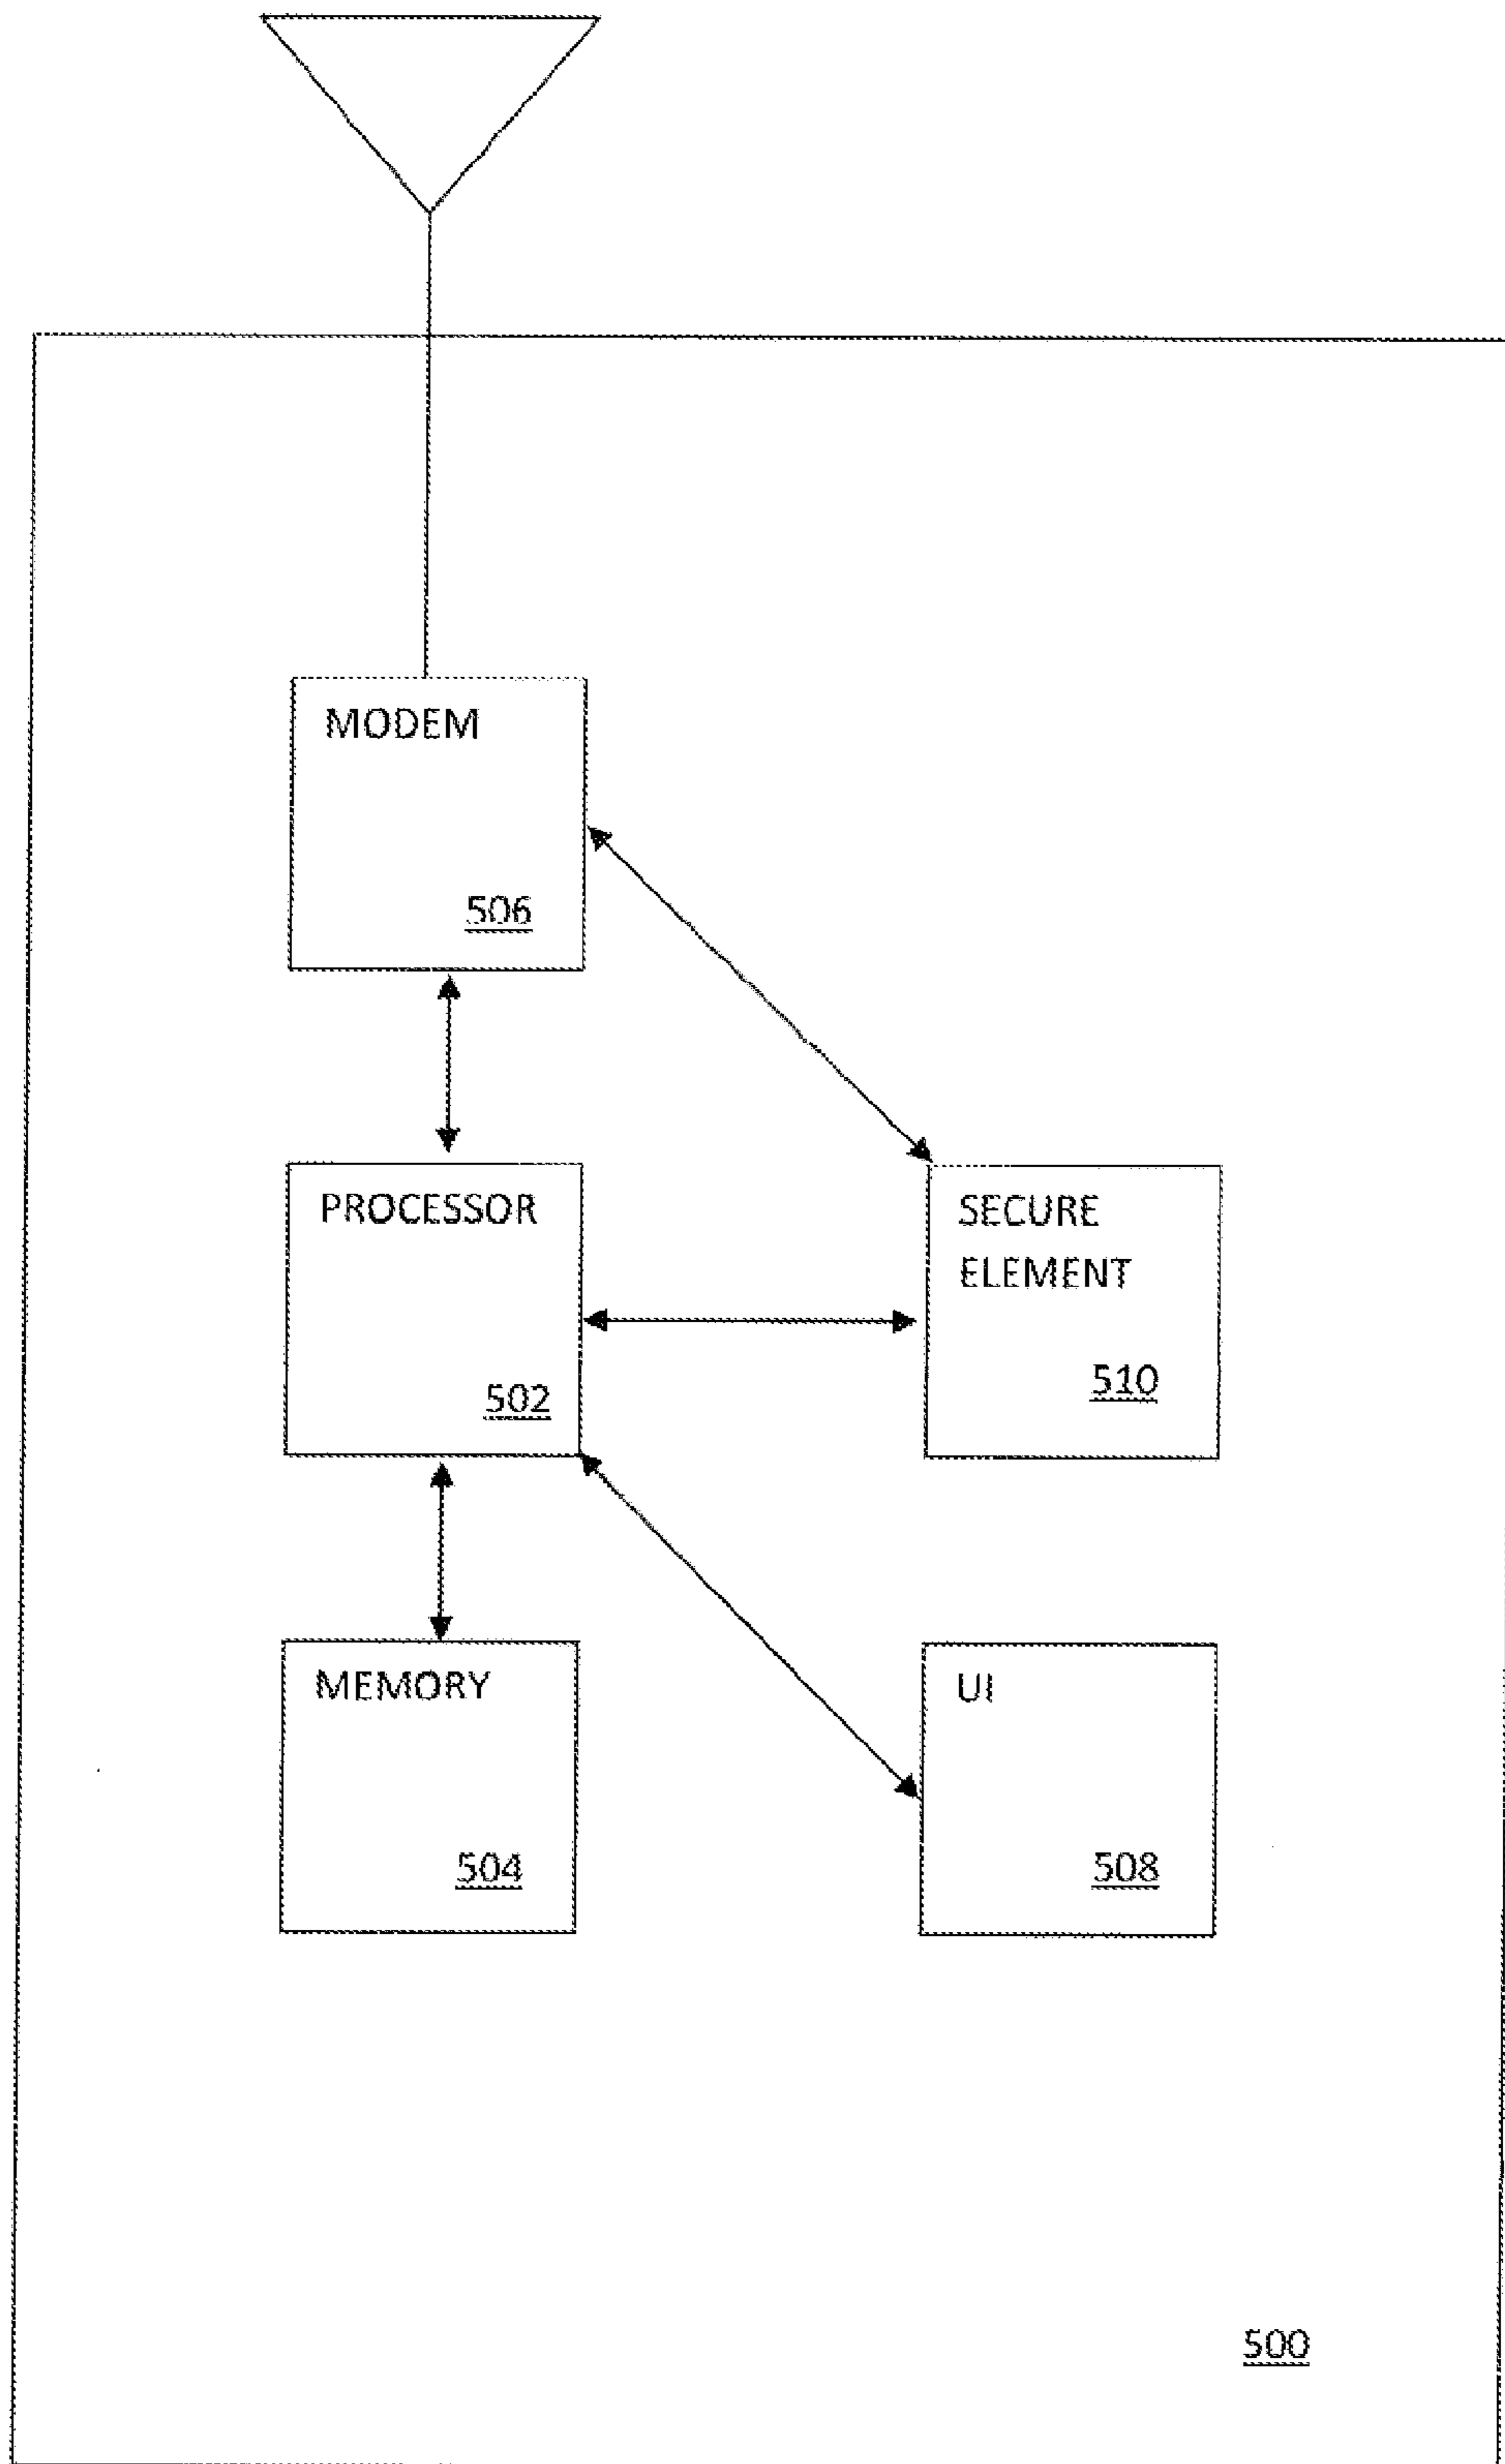 MODEM
506
PROCESSOR
502
SECURE
ELEMENT
510
MEMORY
504
UI
508
500